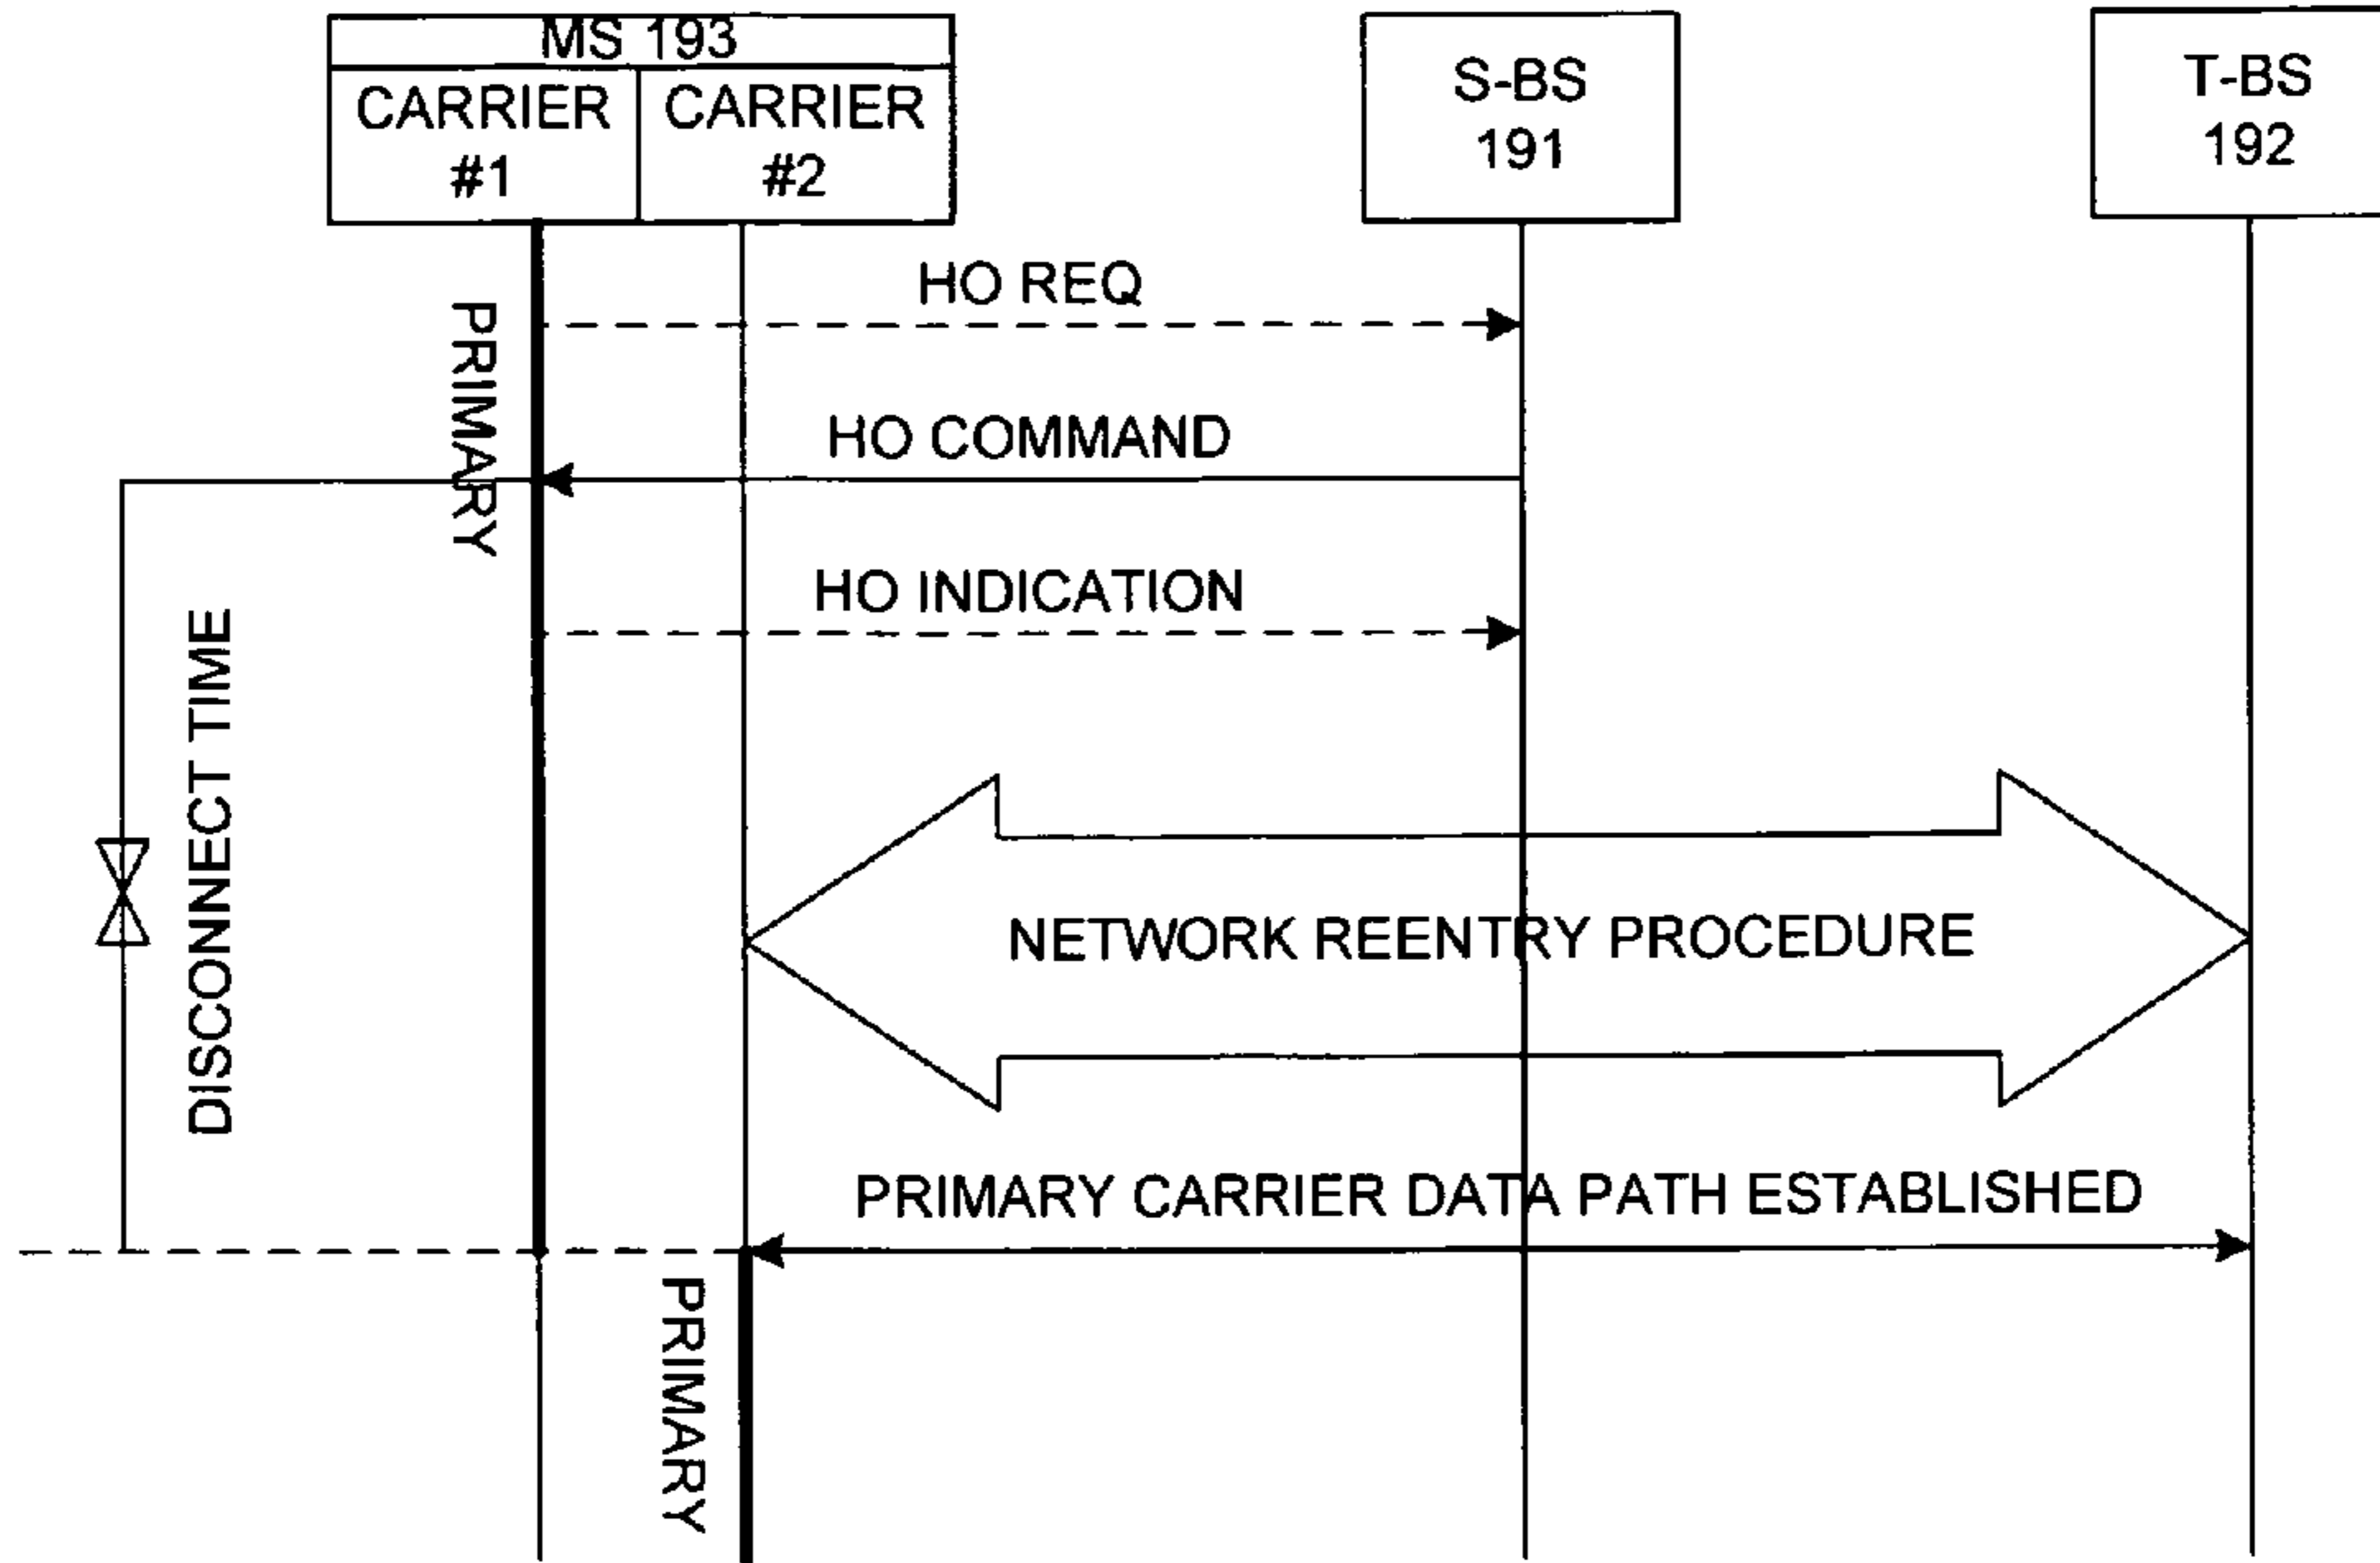 MS 193
CARRIER
#1
CARRIER
#2
S-BS
191
T-BS
192
HO REQ
PRIMARY
HO COMMAND
HO INDICATION
DISCONNECT TIME
NETWORK REENTRY PROCEDURE
PRIMARY CARRIER DATA PATH ESTABLISHED
PRIMARY